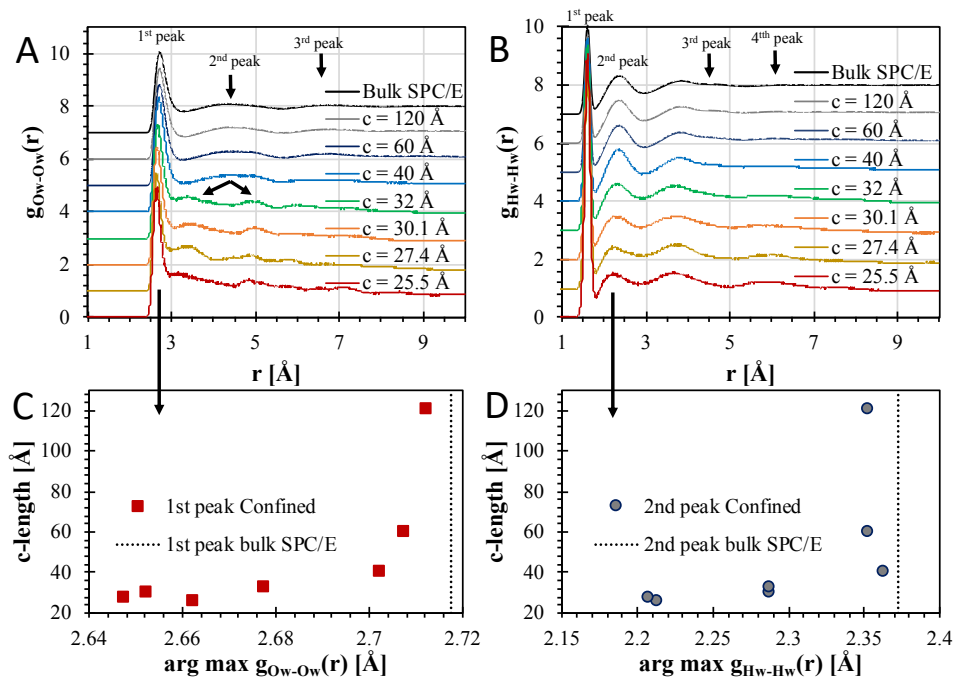 A
1st peak
2nd peak
3rd peak
Bulk SPC/E
c = 120 Å
c = 60 Å
c = 40 Å
c = 32 Å
c = 30.1 Å
c = 27.4 Å
c = 25.5 Å
gOw-Ow(r)
10
8
6
4
2
0
1 3 5 7 9
r [Å]
B
1st peak
2nd peak
3rd peak
4tth peak
Bulk SPC/E
c = 120 Å
c = 60 Å
c = 40 Å
c = 32 Å
c = 30.1 Å
c = 27.4 Å
c = 25.5 Å
gHw-Hw(r)
10
8
6
4
2
0
1 3 5 7 9
r [Å]
C
c-length [Å]
120
100
80
60
40
20
1st peak Confined
1st peak bulk SPC/E
2.64 2.66 2.68 2.70 2.72
arg max gOw-Ow(r) [Å]
D
c-length [Å]
120
100
80
60
40
20
2nd peak Confined
2nd peak bulk SPC/E
2.15 2.2 2.25 2.3 2.35 2.4
arg max gHw-Hw(r) [Å]